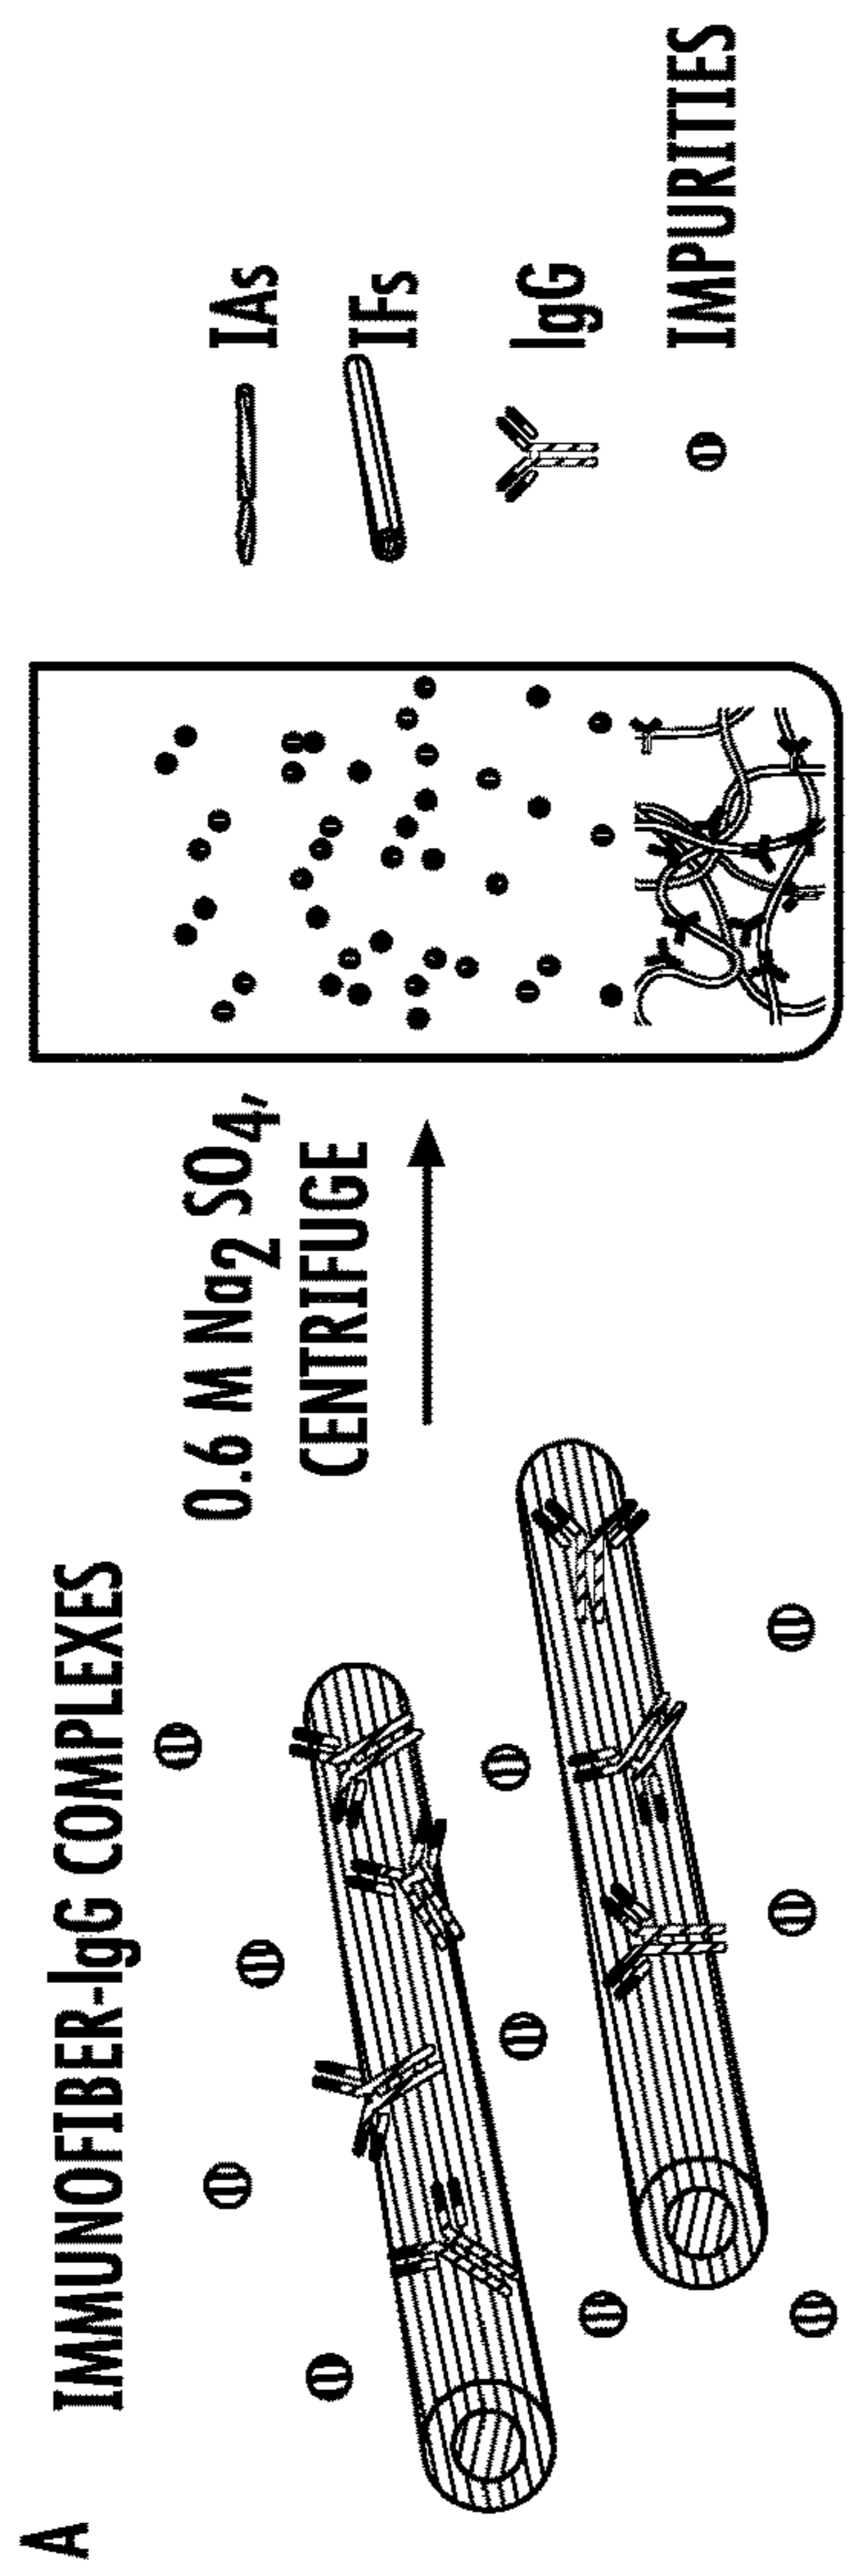 A
IMMUNOFIBER-IgG COMPLEXES
0.6 M Na2 SO4,
CENTRIFUGE
IAs
IFs
IgG
IMPURITIES